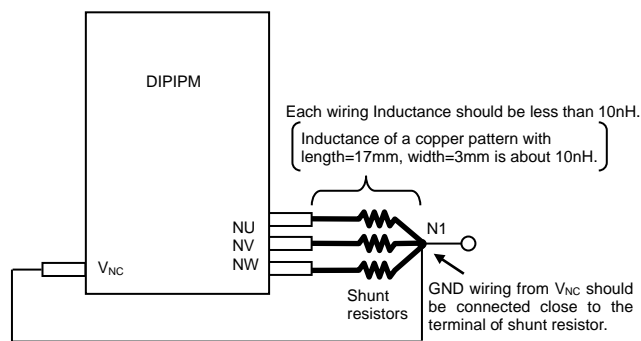 DIPIPM
Each wiring Inductance should be less than 10nH.
Inductance of a copper pattern with
length=17mm, width=3mm is about 10nH.
NU
NV
NW
N1
VNC
Shunt
resistors
GND wiring from VNC should
be connected close to the
terminal of shunt resistor.